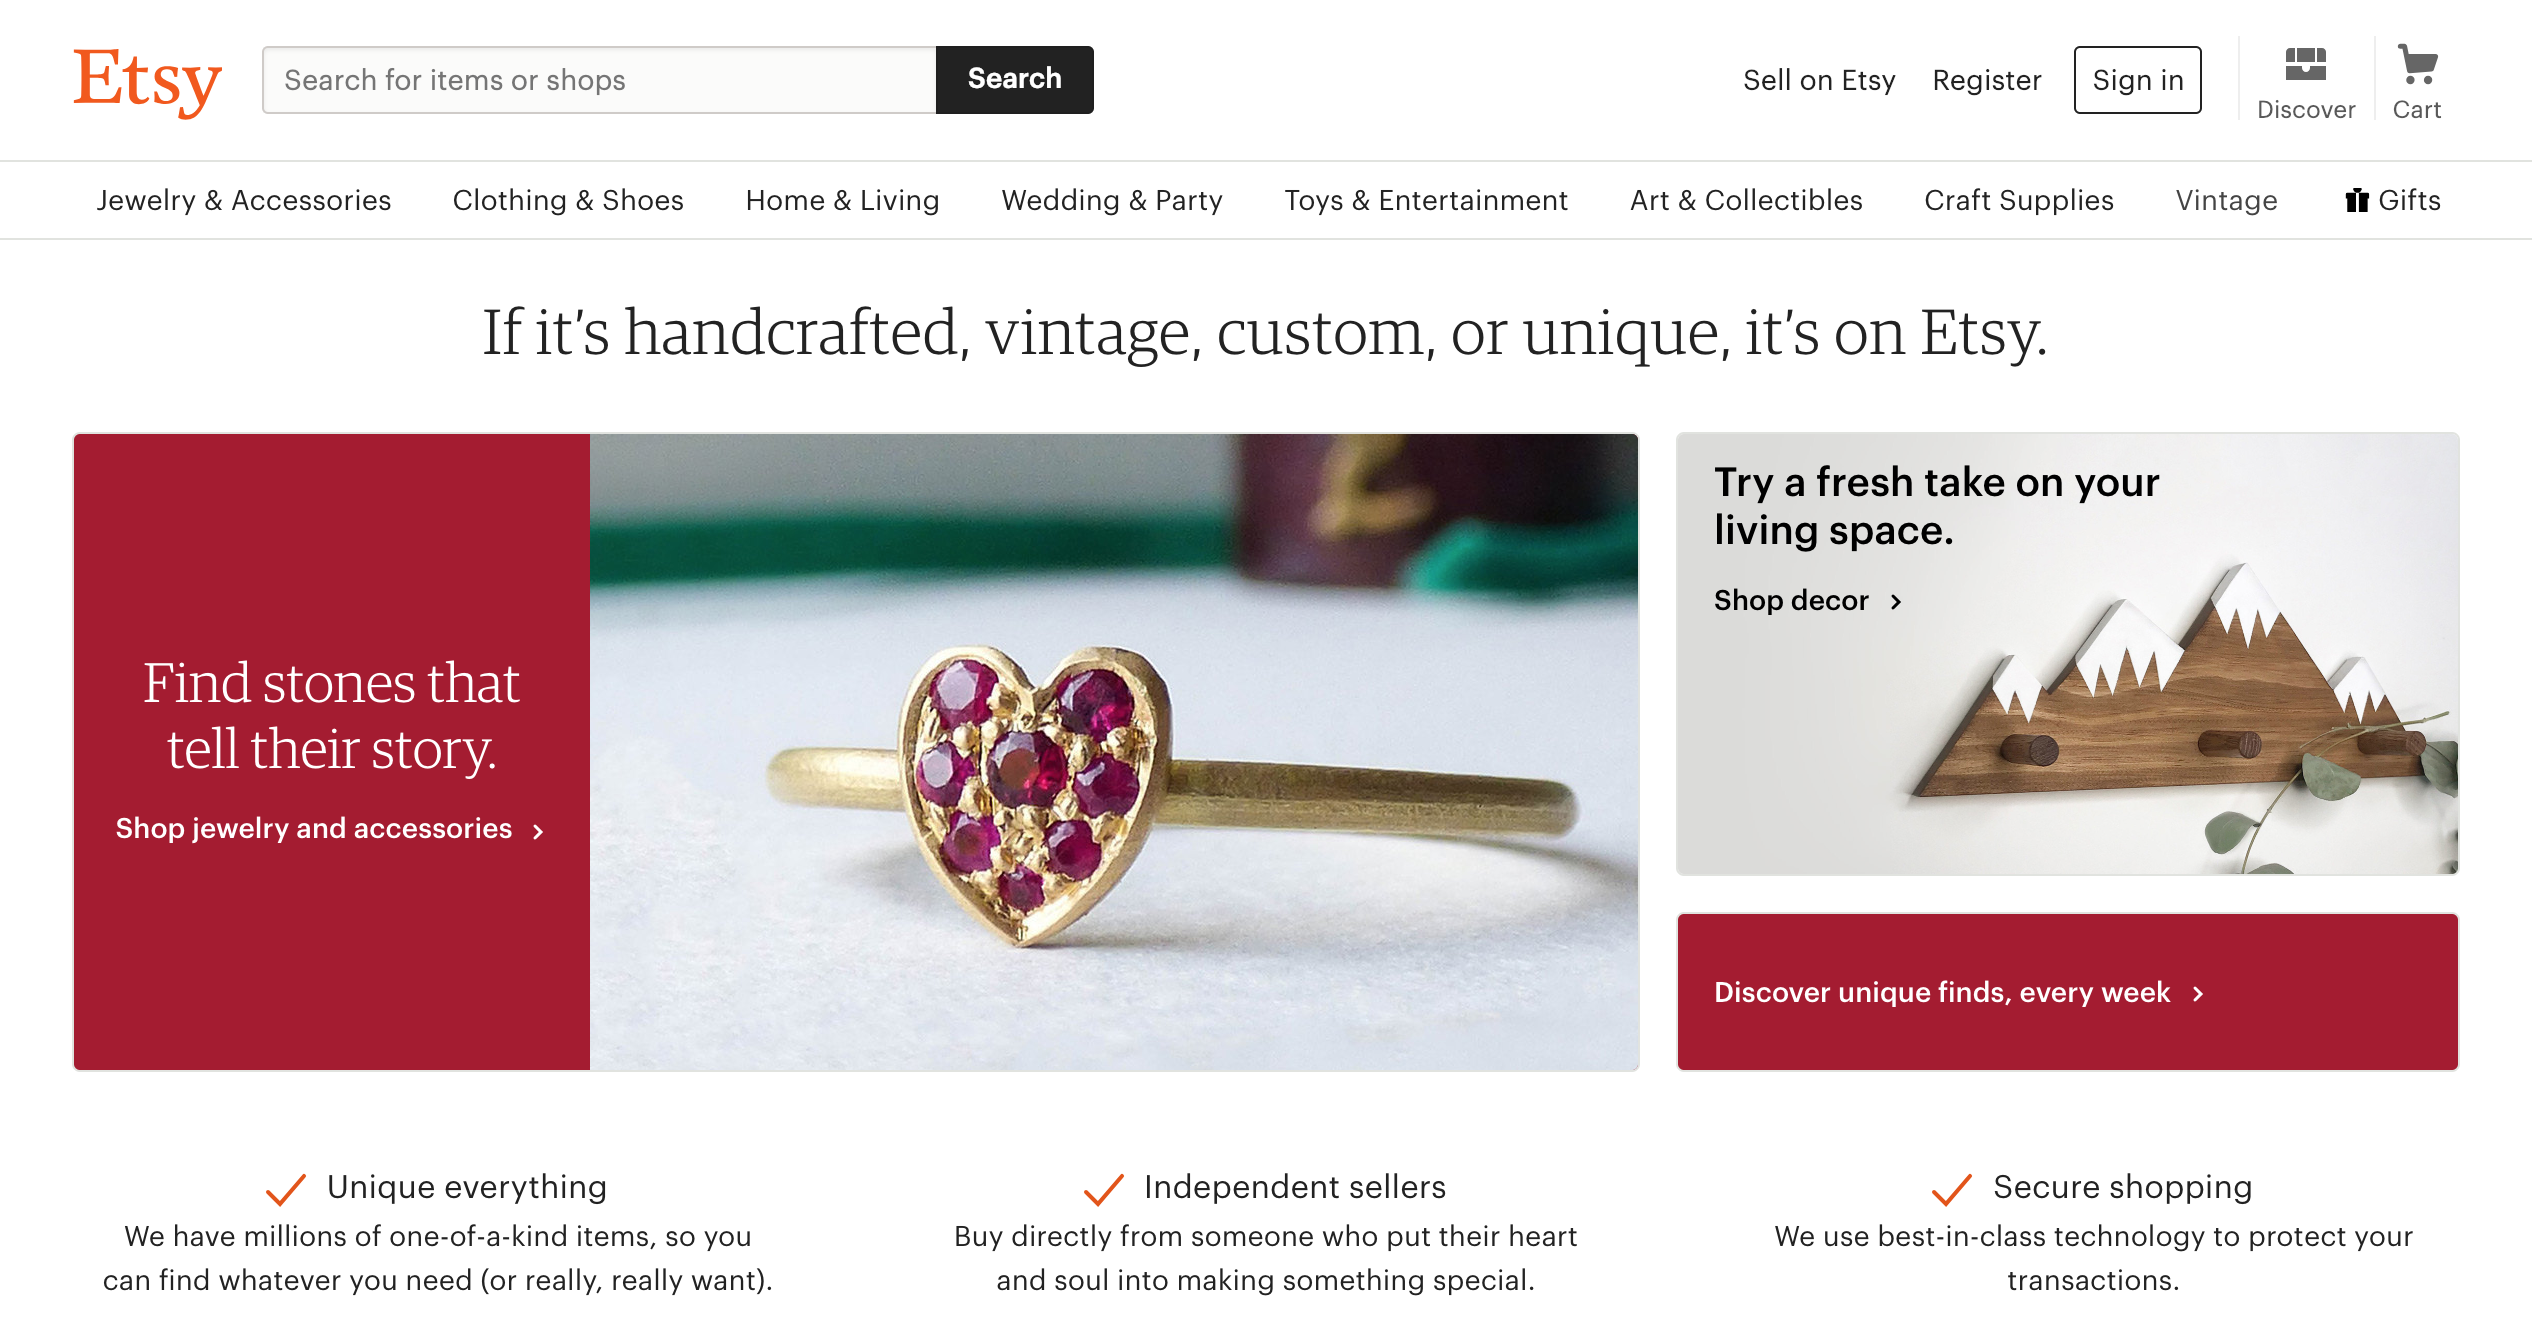 Etsy
Search for items or shops
Search
Sell on Etsy
Register
Sign in
Discover
Cart
Jewelry & Accessories
Clothing & Shoes
Home & Living
Wedding & Party
Toys & Entertainment
Art & Collectibles
Craft Supplies
Vintage
Gifts
If it’s handcrafted, vintage, custom, or unique, it’s on Etsy.
Find stones that
tell their story.
Shop jewelry and accessories
Try a fresh take on your
living space.
Shop decor
Discover unique finds, every week
Unique everything
We have millions of one-of-a-kind items, so you
can find whatever you need (or really, really want).
Independent sellers
Buy directly from someone who put their heart
and soul into making something special.
Secure shopping
We use best-in-class technology to protect your
transactions.